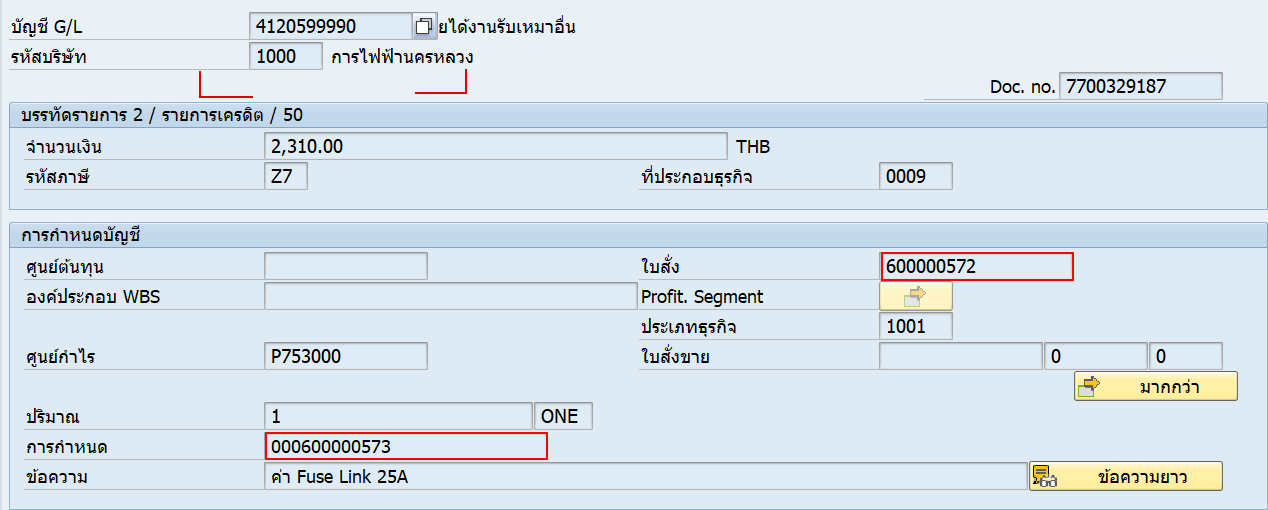 บัญชี G/L 4120599990 ยได้งานรับเหมาอื่น
รหัสบริษัท 1000 การไฟฟ้านครหลวง
Doc. no. 7700329187
บรรทัดรายการ 2 / รายการเครดิต / 50
จำนวนเงิน 2,310.00 THB
รหัสภาษี Z7 ที่ประกอบธุรกิจ 0009
การกำหนดบัญชี
ศูนย์ต้นทุน ใบสั่ง 600000572
องค์ประกอบ WBS Profit. Segment
ประเภทธุรกิจ 1001
ศูนย์กำไร P753000 ใบสั่งขาย 0 0
มากกว่า
ปริมาณ 1 ONE
การกำหนด 000600000573
ข้อความ ค่า Fuse Link 25A ข้อความยาว